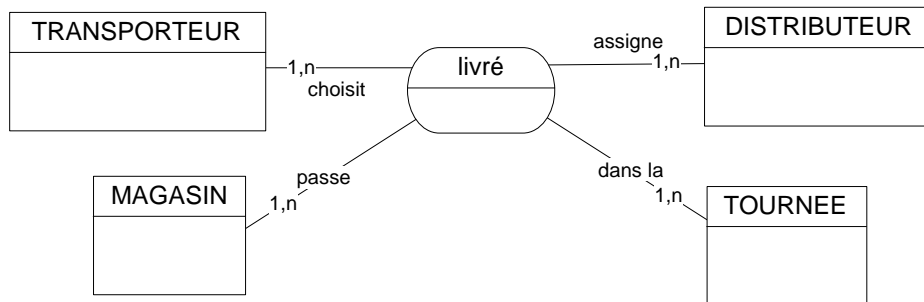 TRANSPORTEUR
DISTRIBUTEUR
livré
assigne
1,n
1,n
choisit
passe
dans la
MAGASIN
1,n
1,n
TOURNEE